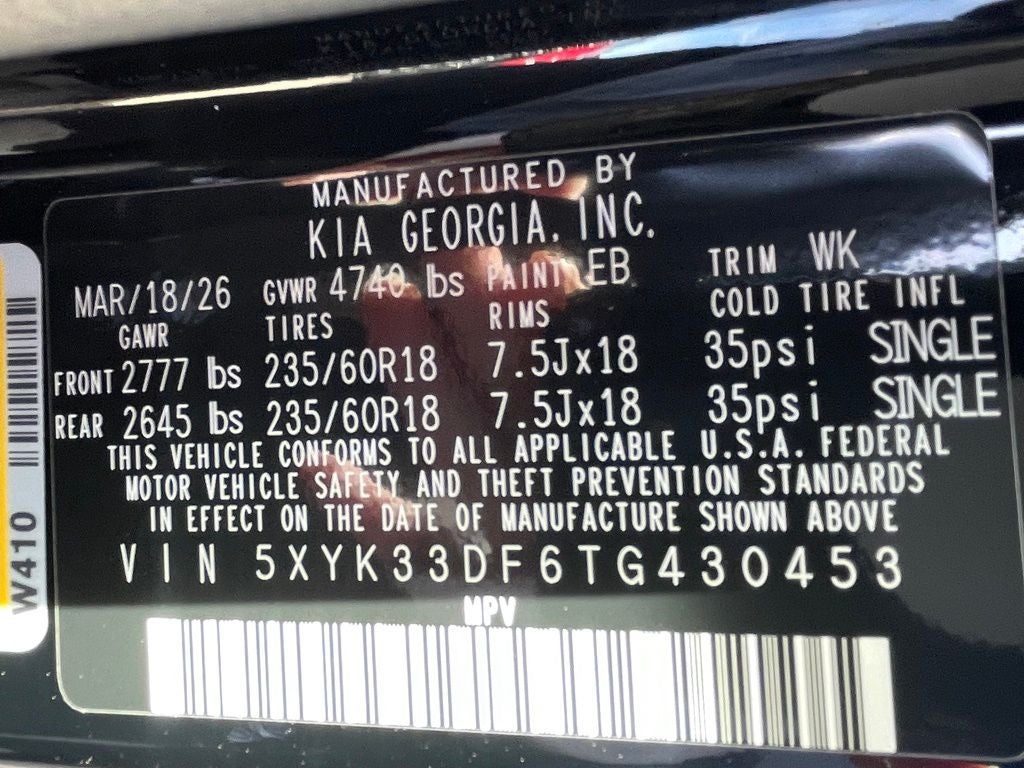 MANUFACTURED BY
KIA GEORGIA, INC.
MAR/18/26 GVWR 4740 lbs PAINT EB TRIM WK
GAWR TIRES RIMS COLD TIRE INFL
FRONT 2777 lbs 235/60R18 7.5Jx18 35psi SINGLE
REAR 2645 lbs 235/60R18 7.5Jx18 35psi SINGLE
THIS VEHICLE CONFORMS TO ALL APPLICABLE U.S.A. FEDERAL
MOTOR VEHICLE SAFETY AND THEFT PREVENTION STANDARDS
IN EFFECT ON THE DATE OF MANUFACTURE SHOWN ABOVE
VIN 5XYK33DF6TG430453
MPV
W410